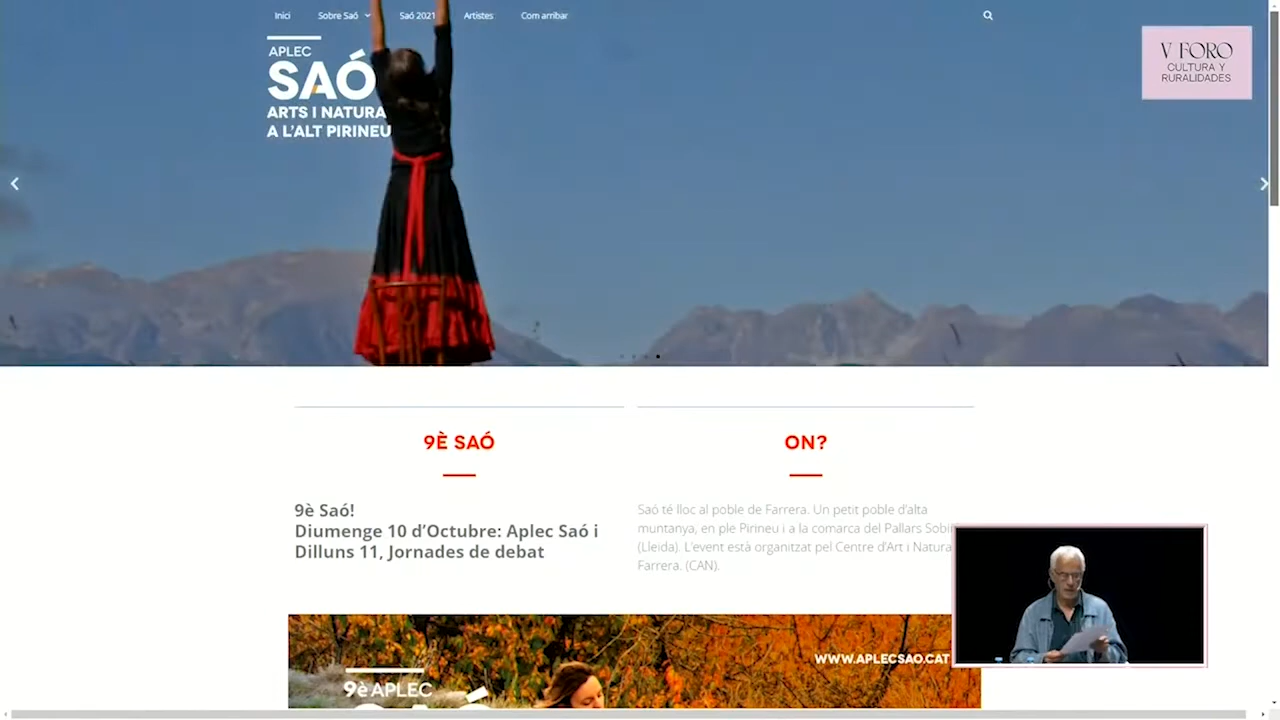 Inici
Sobre Saó
Saó 2021
Artistes
Com arribar
APLEC
SAÓ
ARTS I NATURA
A L'ALT PIRINEU
V FORO
CULTURA Y
RURALIDADES
9È SAÓ
9è Saó!
Diumenge 10 d'Octubre: Aplec Saó i
Dilluns 11, Jornades de debat
ON?
Saó té lloc al poble de Farrera. Un petit poble d'alta
muntanya, en ple Pirineu i a la comarca del Pallars
(Lleida). L'event està organitzat pel Centre d'Art i Natura
Farrera. (CAN).
WWW.APLECSAO.CAT
9è APLEC